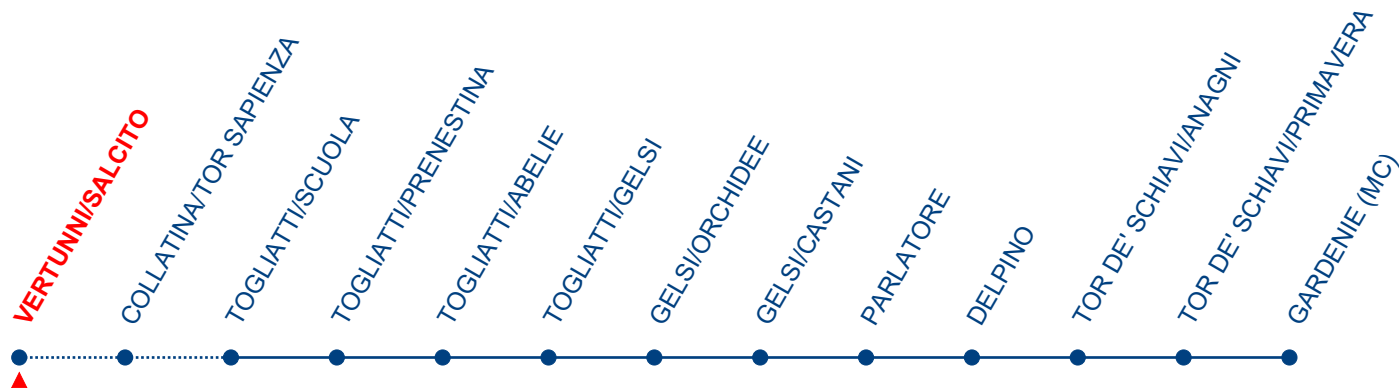 VERTUNNI/SALCITO
COLLATINA/TOR SAPIENZA
TOGLIATTI/SCUOLA
TOGLIATTI/PRENESTINA
TOGLIATTI/ABELIE
TOGLIATTI/GELSI
GELSI/ORCHIDEE
GELSI/CASTANI
PARLATORE
DELPINO
TOR DE' SCHIAVI/ANAGNI
TOR DE' SCHIAVI/PRIMAVERA
GARDENIE (MC)